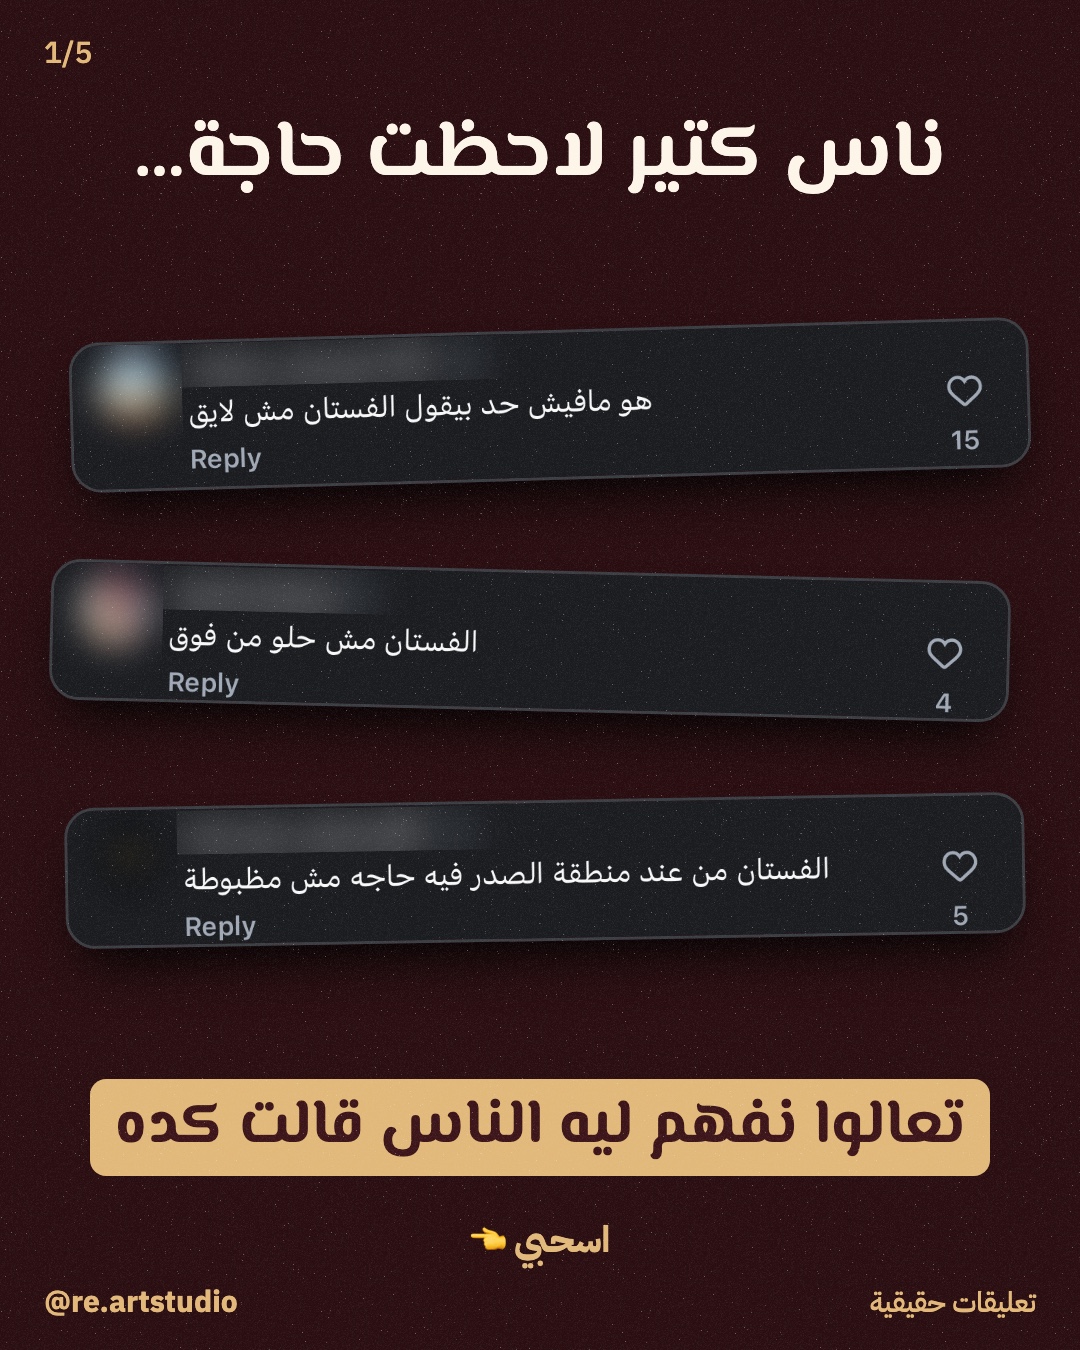 1/5
ناس كتير لاحظت حاجة...
هو مافيش حد بيقول الفستان مش لايق
Reply
15
الفستان مش حلو من فوق
Reply
4
الفستان من عند منطقة الصدر فيه حاجه مش مظبوطة
Reply
5
تعالوا نفهم ليه الناس قالت كده
اسحبي 👈
تعليقات حقيقية
@re.artstudio